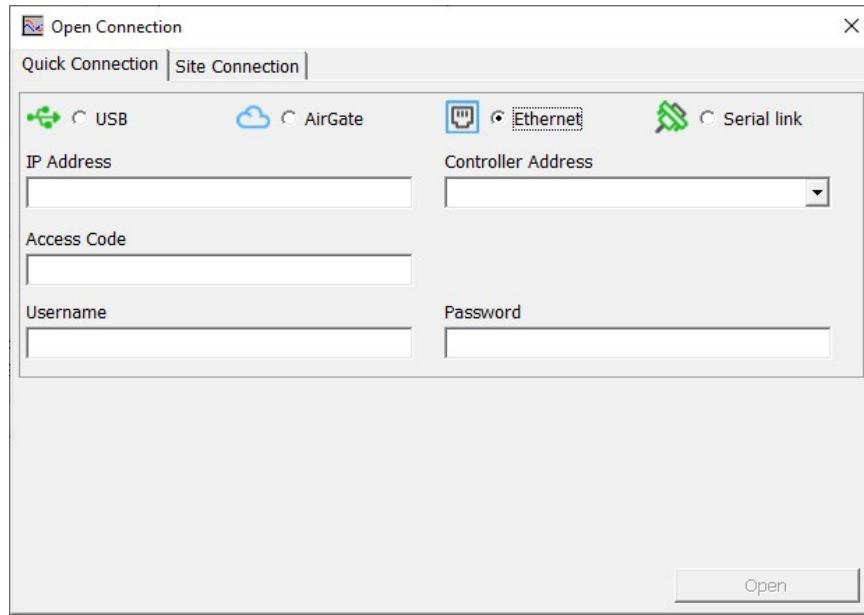 Open Connection
Quick Connection Site Connection
USB AirGate Ethernet Serial link
IP Address Controller Address
Access Code
Username Password
Open